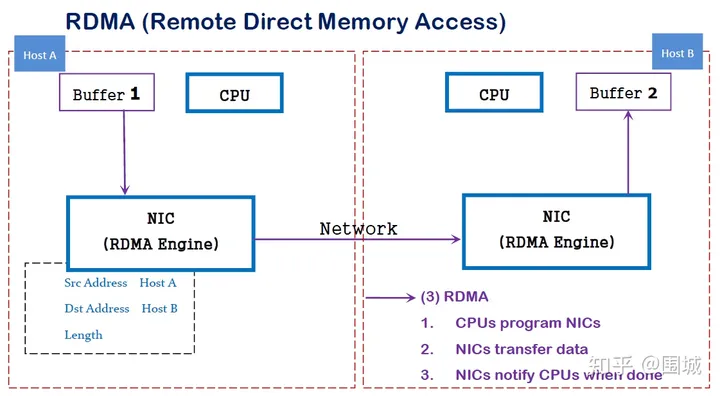 RDMA (Remote Direct Memory Access)
Host A
Host B
Buffer 1
CPU
CPU
Buffer 2
NIC
(RDMA Engine)
Network
NIC
(RDMA Engine)
Src Address Host A
Dst Address Host B
Length
(3) RDMA
1. CPUs program NICs
2. NICs transfer data
3. NICs notify CPUs when done
知乎 @围城